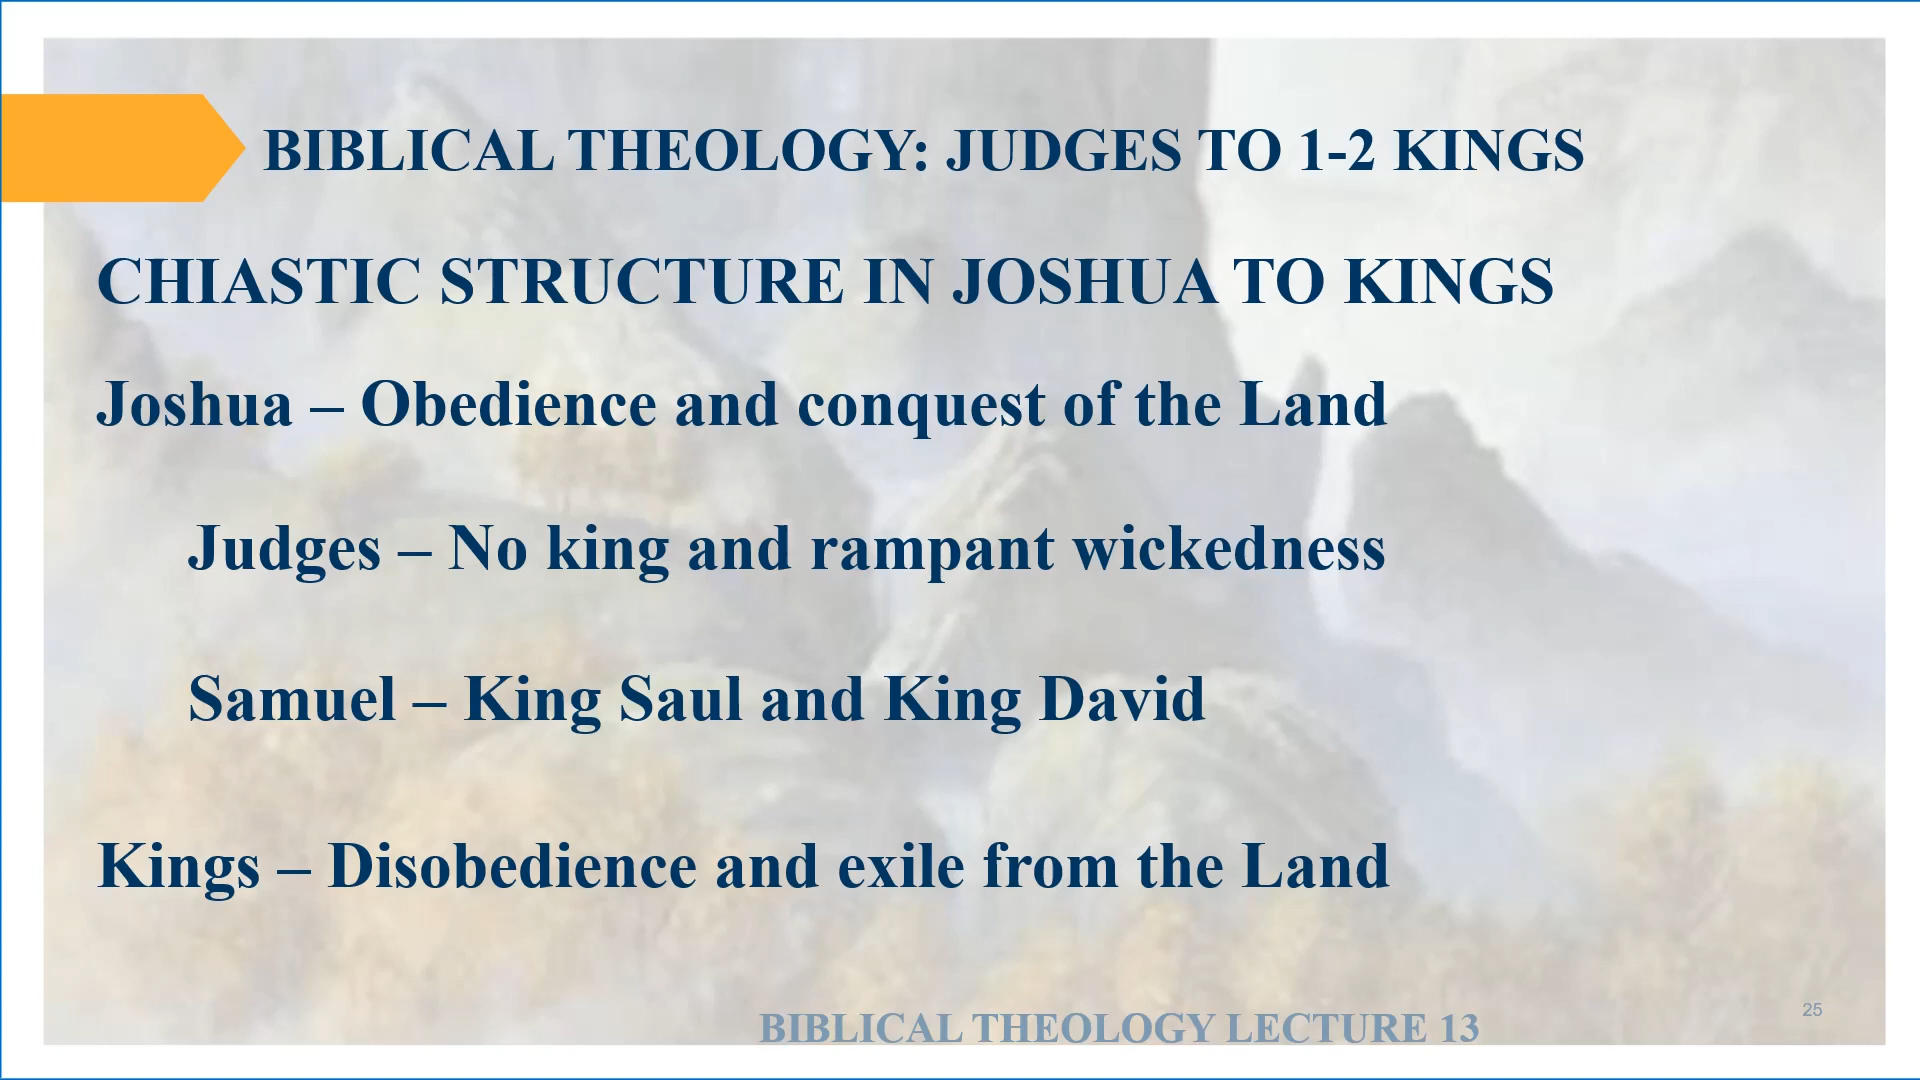 BIBLICAL THEOLOGY: JUDGES TO 1-2 KINGS
CHIASTIC STRUCTURE IN JOSHUA TO KINGS
Joshua – Obedience and conquest of the Land
Judges – No king and rampant wickedness
Samuel – King Saul and King David
Kings – Disobedience and exile from the Land
25
BIBLICAL THEOLOGY LECTURE 13